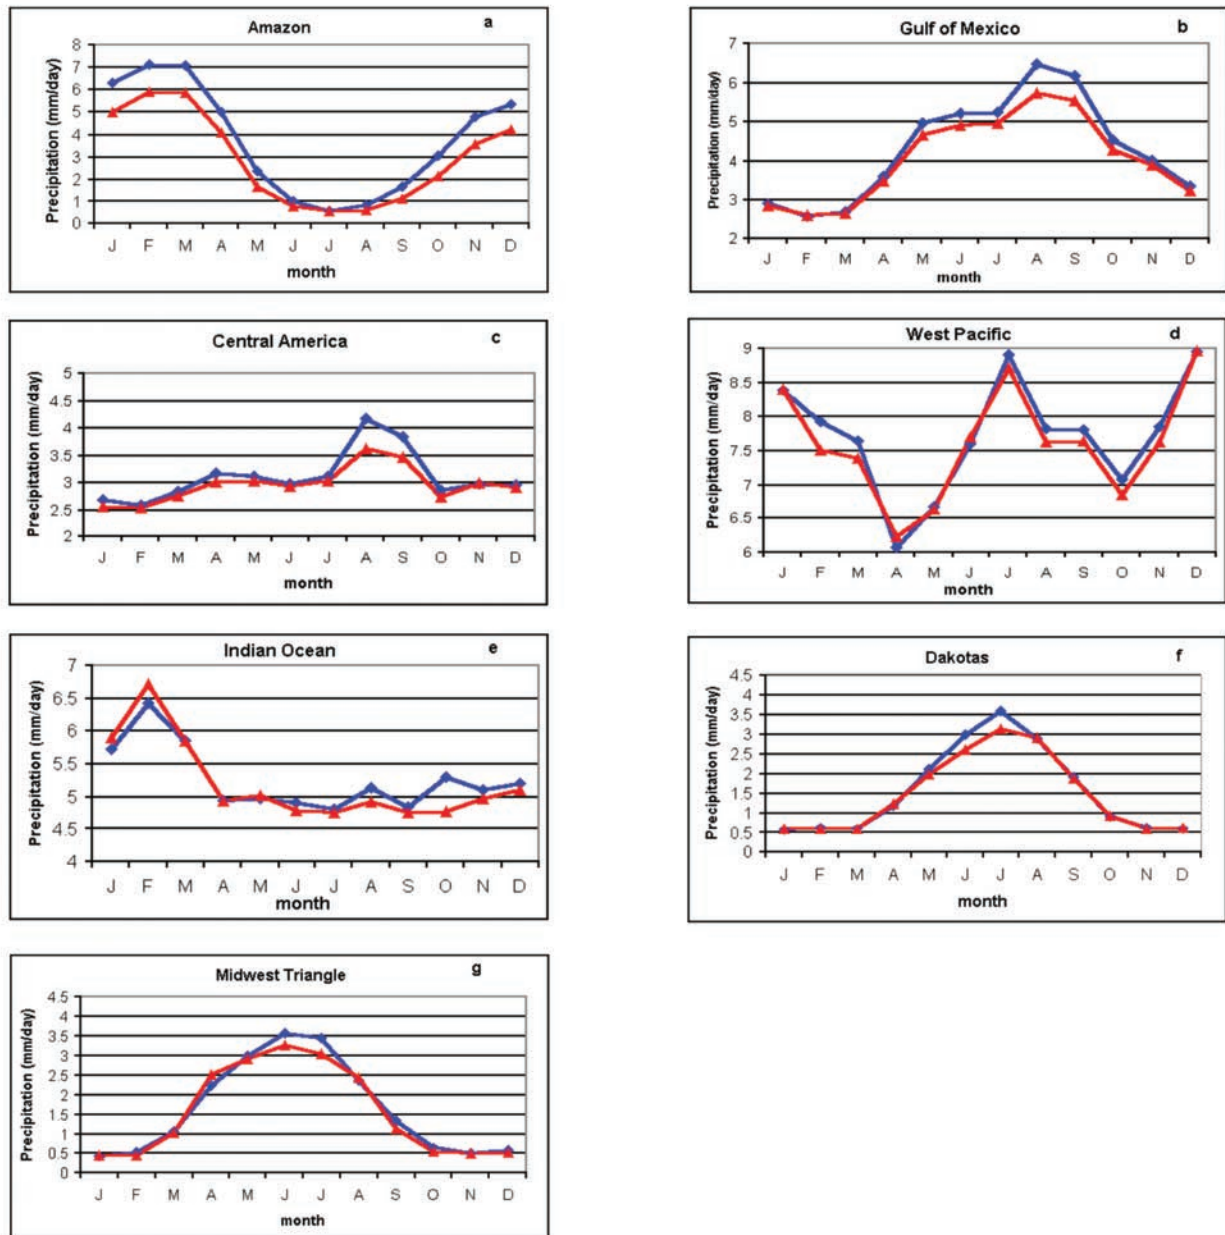 Amazon
a
Precipitation (mm/day)
8
7
6
5
4
3
2
1
0
J F M A M J J A S O N D
month
Gulf of Mexico
b
Precipitation (mm/day)
7
6
5
4
3
2
J F M A M J J A S O N D
month
Central America
c
Precipitation (mm/day)
5
4.5
4
3.5
3
2.5
2
J F M A M J J A S O N D
month
West Pacific
d
Precipitation (mm/day)
9
8.5
8
7.5
7
6.5
6
J F M A M J J A S O N D
month
Indian Ocean
e
Precipitation (mm/day)
7
6.5
6
5.5
5
4.5
4
J F M A M J J A S O N D
month
Dakotas
f
Precipitation (mm/day)
4.5
4
3.5
3
2.5
2
1.5
1
0.5
0
J F M A M J J A S O N D
month
Midwest Triangle
g
Precipitation (mm/day)
4.5
4
3.5
3
2.5
2
1.5
1
0.5
0
J F M A M J J A S O N D
month